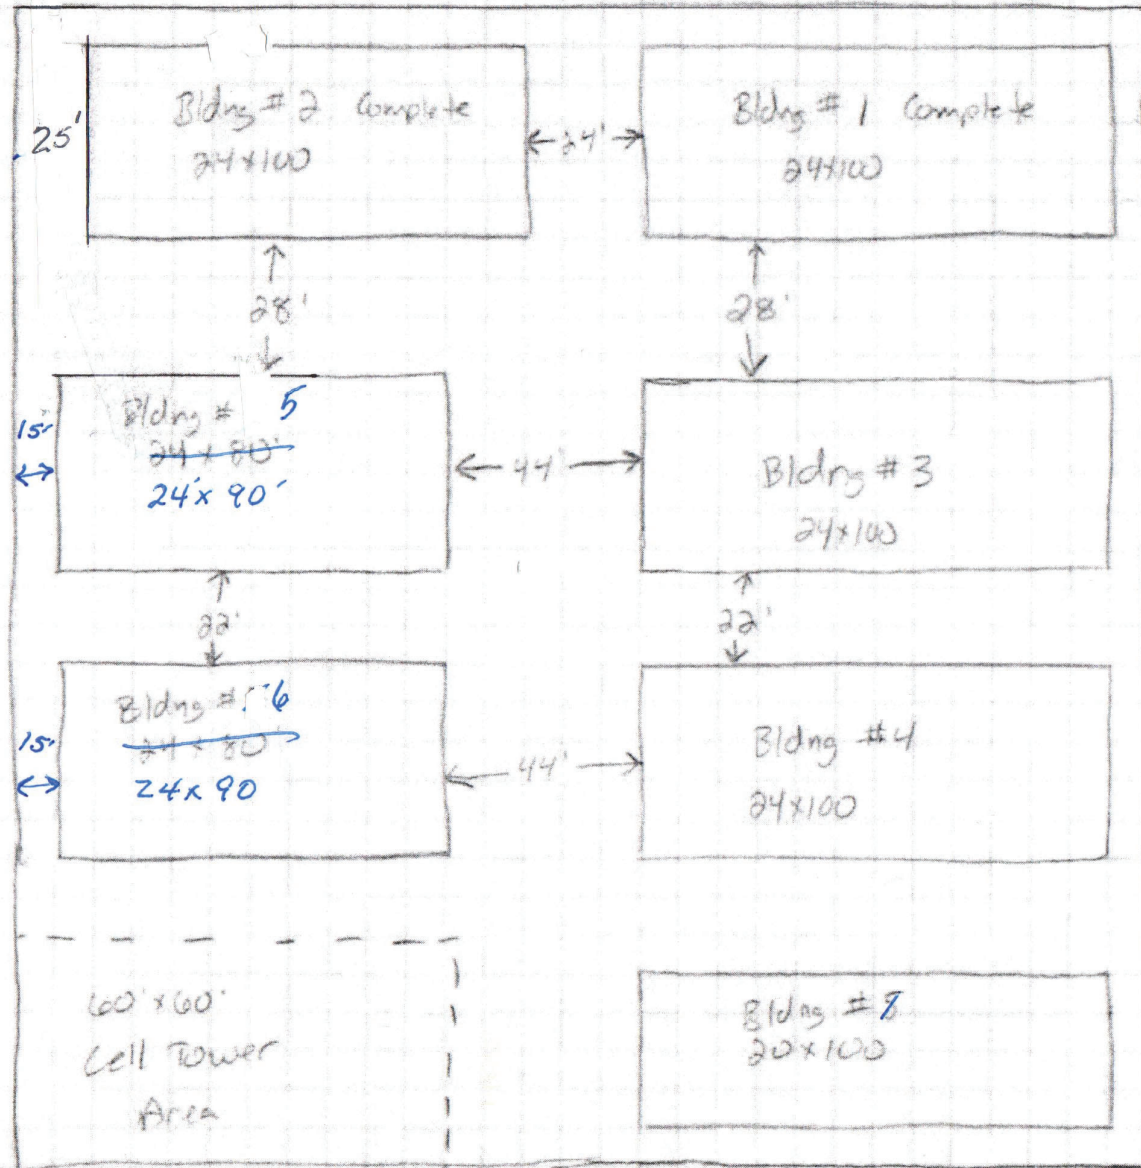 Bldng # 2 Complete
24x100
25'
24'
Bldng # 1 Complete
24x100
28'
28'
Bldng # 5
24 x 80'
24'x 90'
15'
44'
Bldng #3
24x100
22'
22'
Bldng # 6
24 x 80'
24x 90
15'
44'
Bldng #4
24x100
60'x60'
Cell Tower
Area
Bldng #
20x100